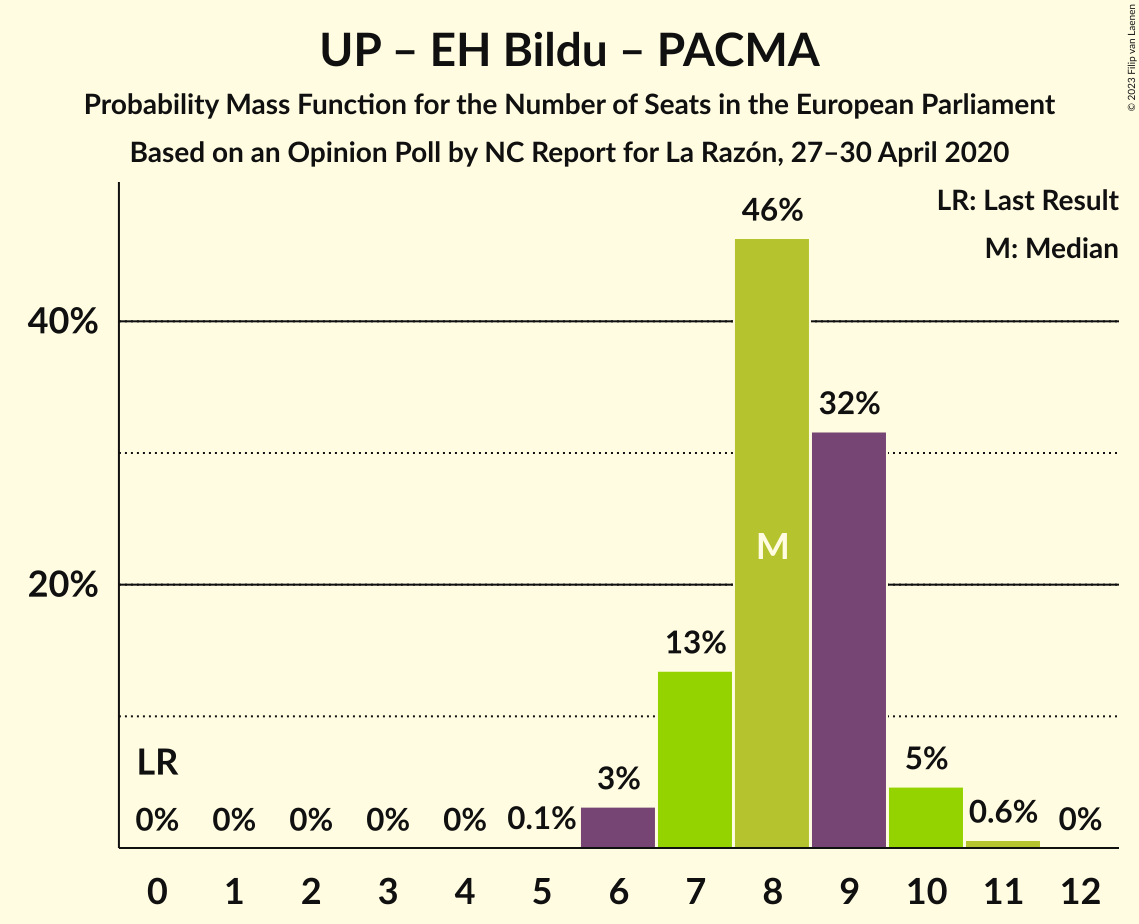 UP – EH Bildu – PACMA
Probability Mass Function for the Number of Seats in the European Parliament
Based on an Opinion Poll by NC Report for La Razón, 27–30 April 2020
© 2023 Filip van Laenen
LR: Last Result
M: Median
46%
40%
32%
M
20%
13%
LR
5%
3%
0% 0% 0% 0% 0% 0.1% 0.6% 0%
0 1 2 3 4 5 6 7 8 9 10 11 12